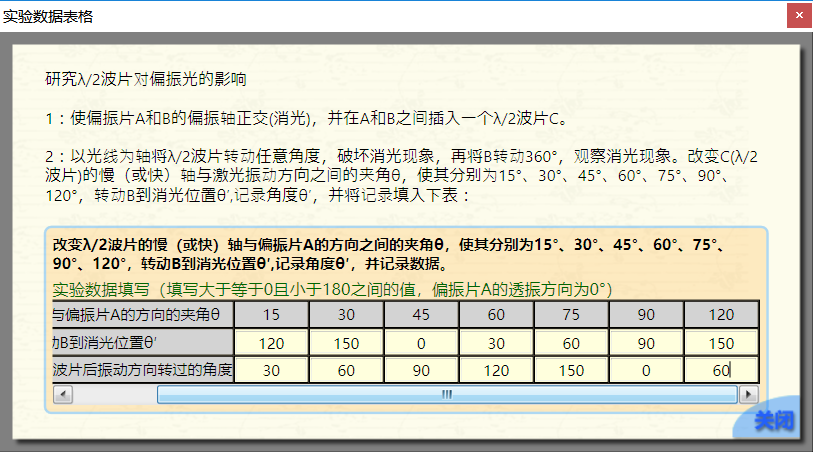 实验数据表格
研究λ/2波片对偏振光的影响
1：使偏振片A和B的偏振轴正交(消光)，并在A和B之间插入一个λ/2波片C。
2：以光线为轴将λ/2波片转动任意角度，破坏消光现象，再将B转动360°，观察消光现象。改变C(λ/2
波片)的慢（或快）轴与激光振动方向之间的夹角θ，使其分别为15°、30°、45°、60°、75°、90°、
120°，转动B到消光位置θ′,记录角度θ′，并将记录填入下表：
改变λ/2波片的慢（或快）轴与偏振片A的方向之间的夹角θ，使其分别为15°、30°、45°、60°、75°、
90°、120°，转动B到消光位置θ′,记录角度θ′，并记录数据。
实验数据填写（填写大于等于0且小于180之间的值，偏振片A的透振方向为0°）
与偏振片A的方向的夹角θ 15 30 45 60 75 90 120
动B到消光位置θ′ 120 150 0 30 60 90 150
波片后振动方向转过的角度 30 60 90 120 150 0 60
关闭